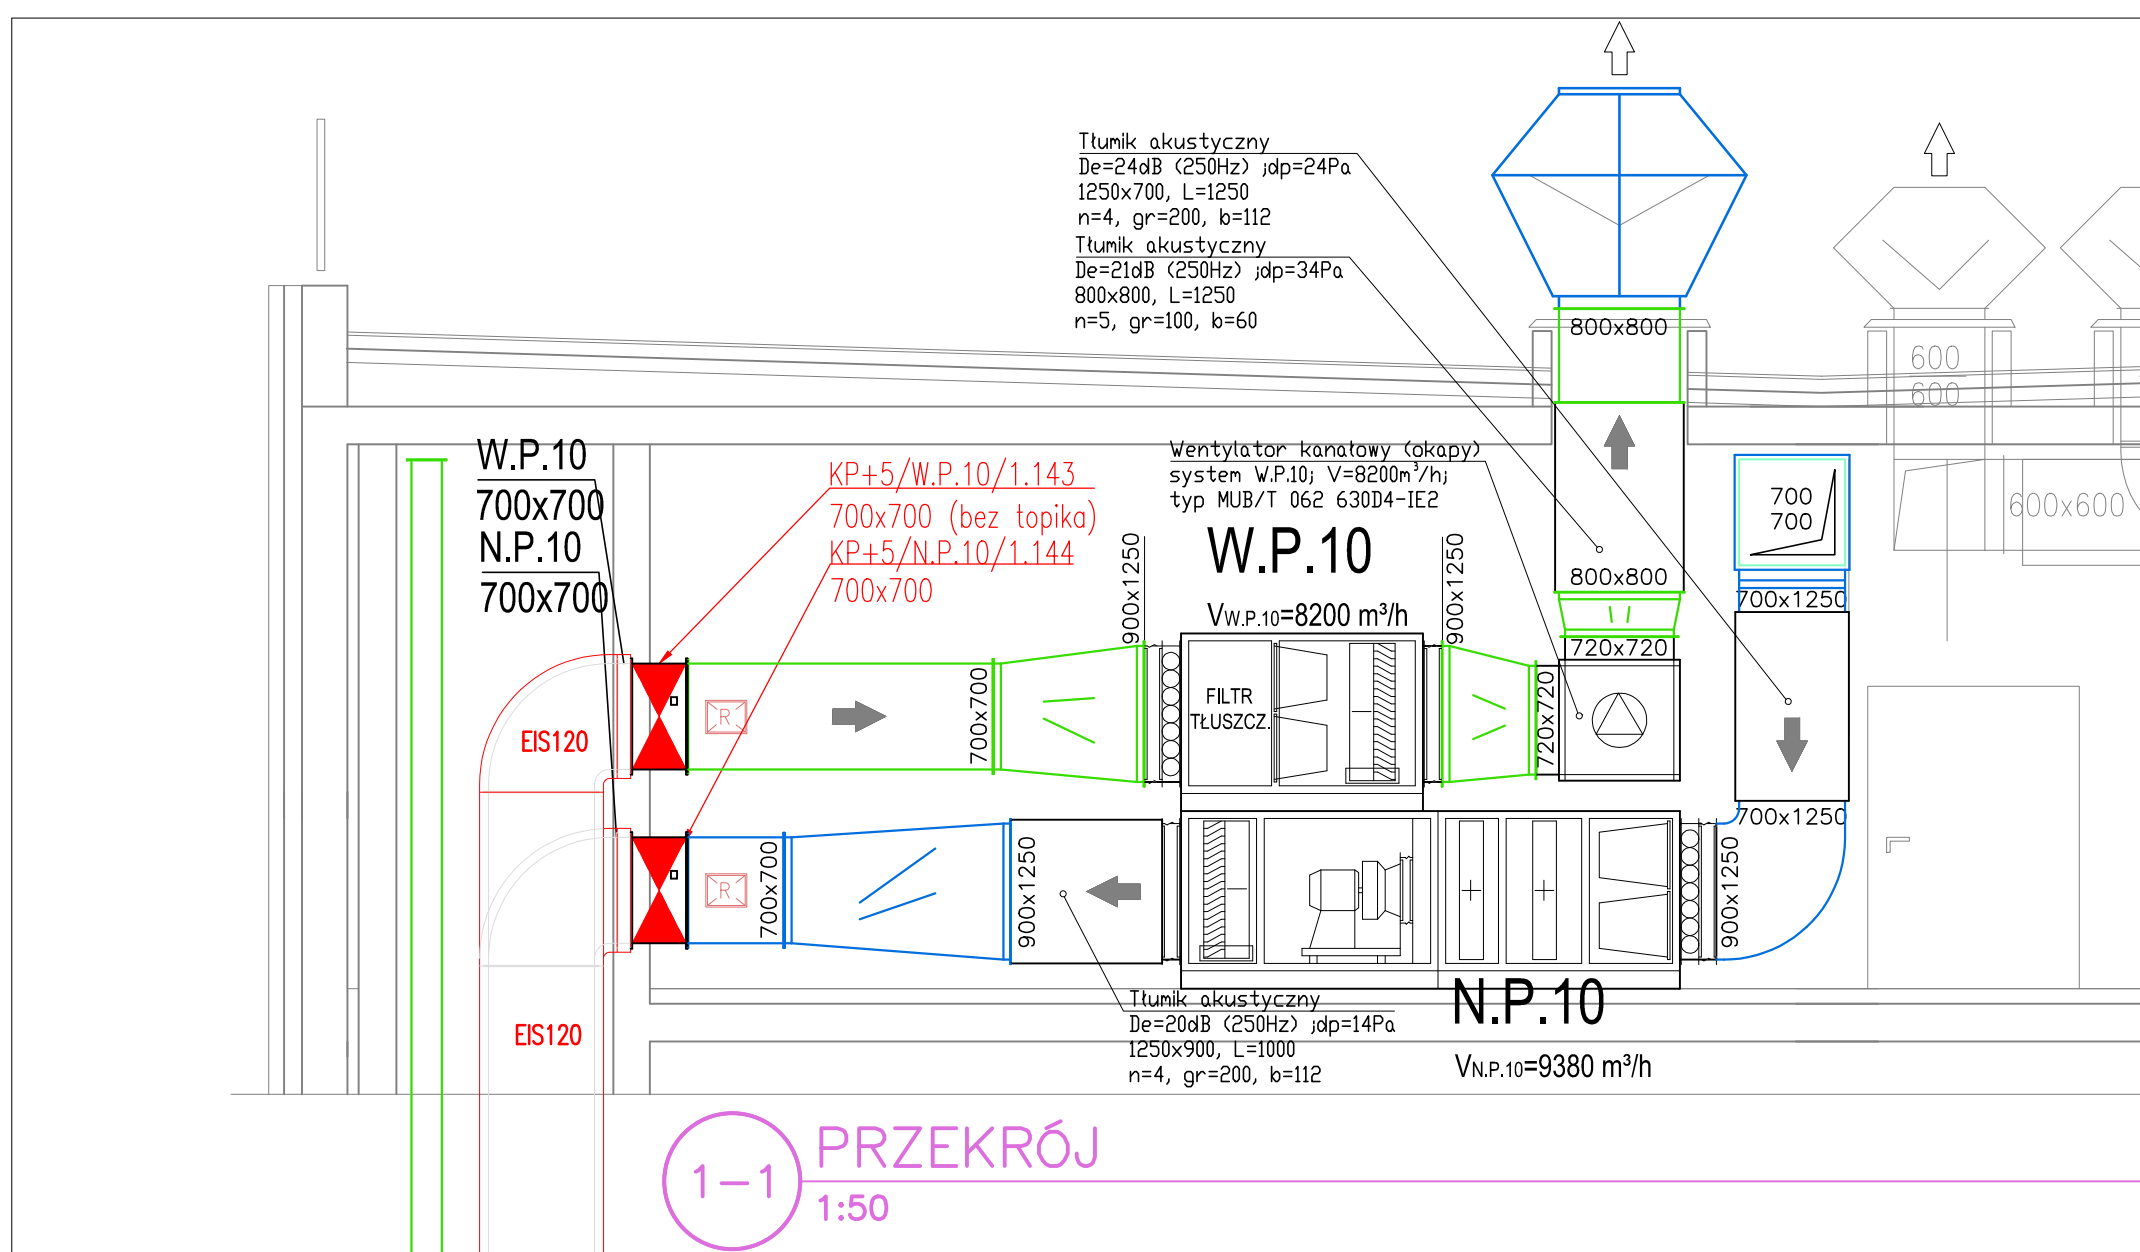 Tłumik akustyczny
De=24dB (250Hz) ;dp=24Pa
1250x700, L=1250
n=4, gr=200, b=112
Tłumik akustyczny
De=21dB (250Hz) ;dp=34Pa
800x800, L=1250
n=5, gr=100, b=60
800x800
600
600
W.P.10
700x700
N.P.10
700x700
KP+5/W.P.10/1.143
700x700 (bez topika)
KP+5/N.P.10/1.144
700x700
Wentylator kanałowy (okapy)
system W.P.10; V=8200m³/h;
typ MUB/T 062 630D4-IE2
W.P.10
VW.P.10=8200 m³/h
900x1250
900x1250
800x800
720x720
700
700
600x600
700x1250
EIS120
R
700x700
FILTR
TŁUSZCZ.
720x720
700x1250
R
700x700
900x1250
900x1250
EIS120
Tłumik akustyczny
De=20dB (250Hz) ;dp=14Pa
1250x900, L=1000
n=4, gr=200, b=112
N.P.10
VN.P.10=9380 m³/h
1-1
PRZEKRÓJ
1:50